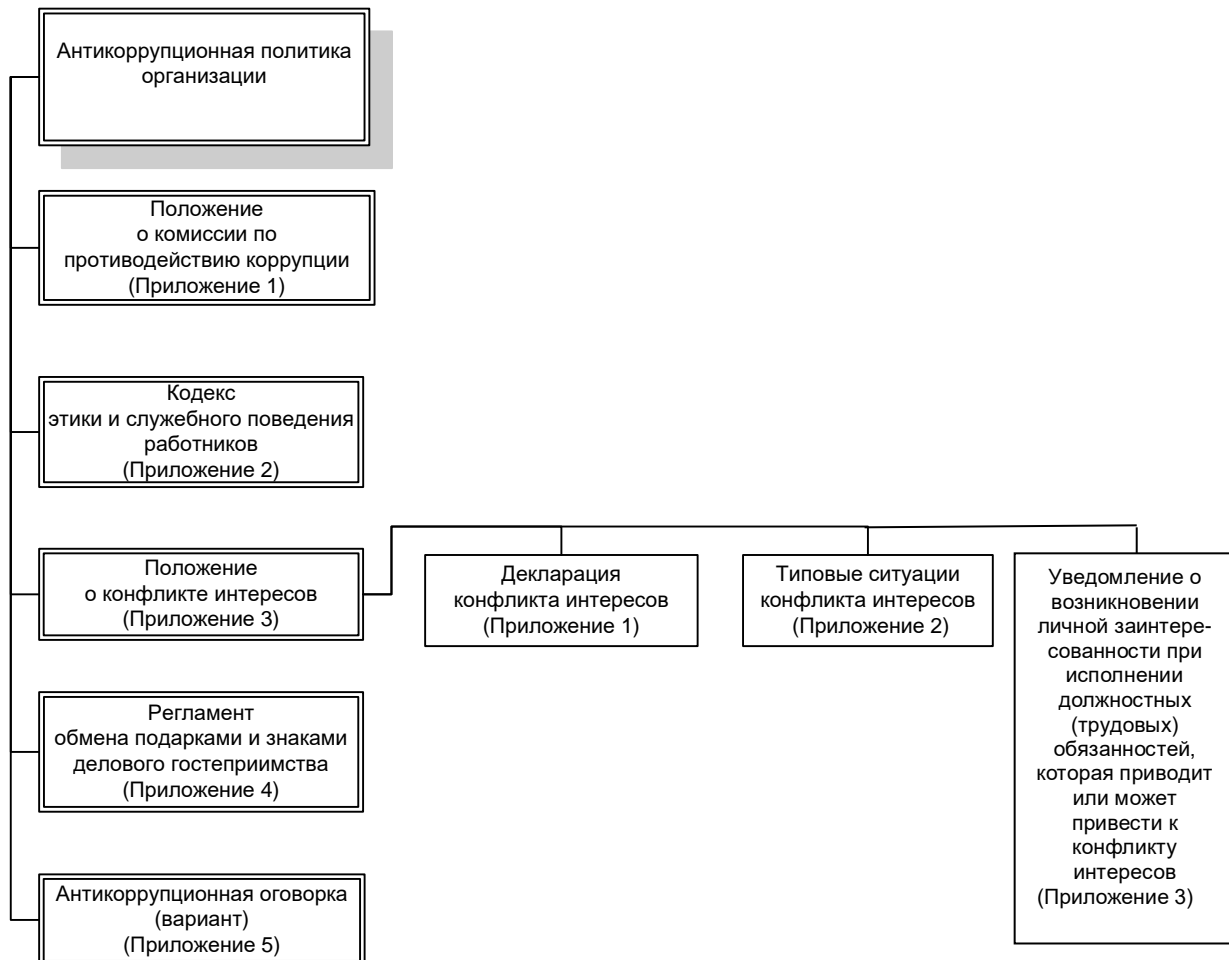 Антикоррупционная политика
организации
Положение
о комиссии по
противодействию коррупции
(Приложение 1)
Кодекс
этики и служебного поведения
работников
(Приложение 2)
Положение
о конфликте интересов
(Приложение 3)
Декларация
конфликта интересов
(Приложение 1)
Типовые ситуации
конфликта интересов
(Приложение 2)
Уведомление о
возникновении
личной заинтере-
сованности при
исполнении
должностных
(трудовых)
обязанностей,
которая приводит
или может
привести к
конфликту
интересов
(Приложение 3)
Регламент
обмена подарками и знаками
делового гостеприимства
(Приложение 4)
Антикоррупционная оговорка
(вариант)
(Приложение 5)